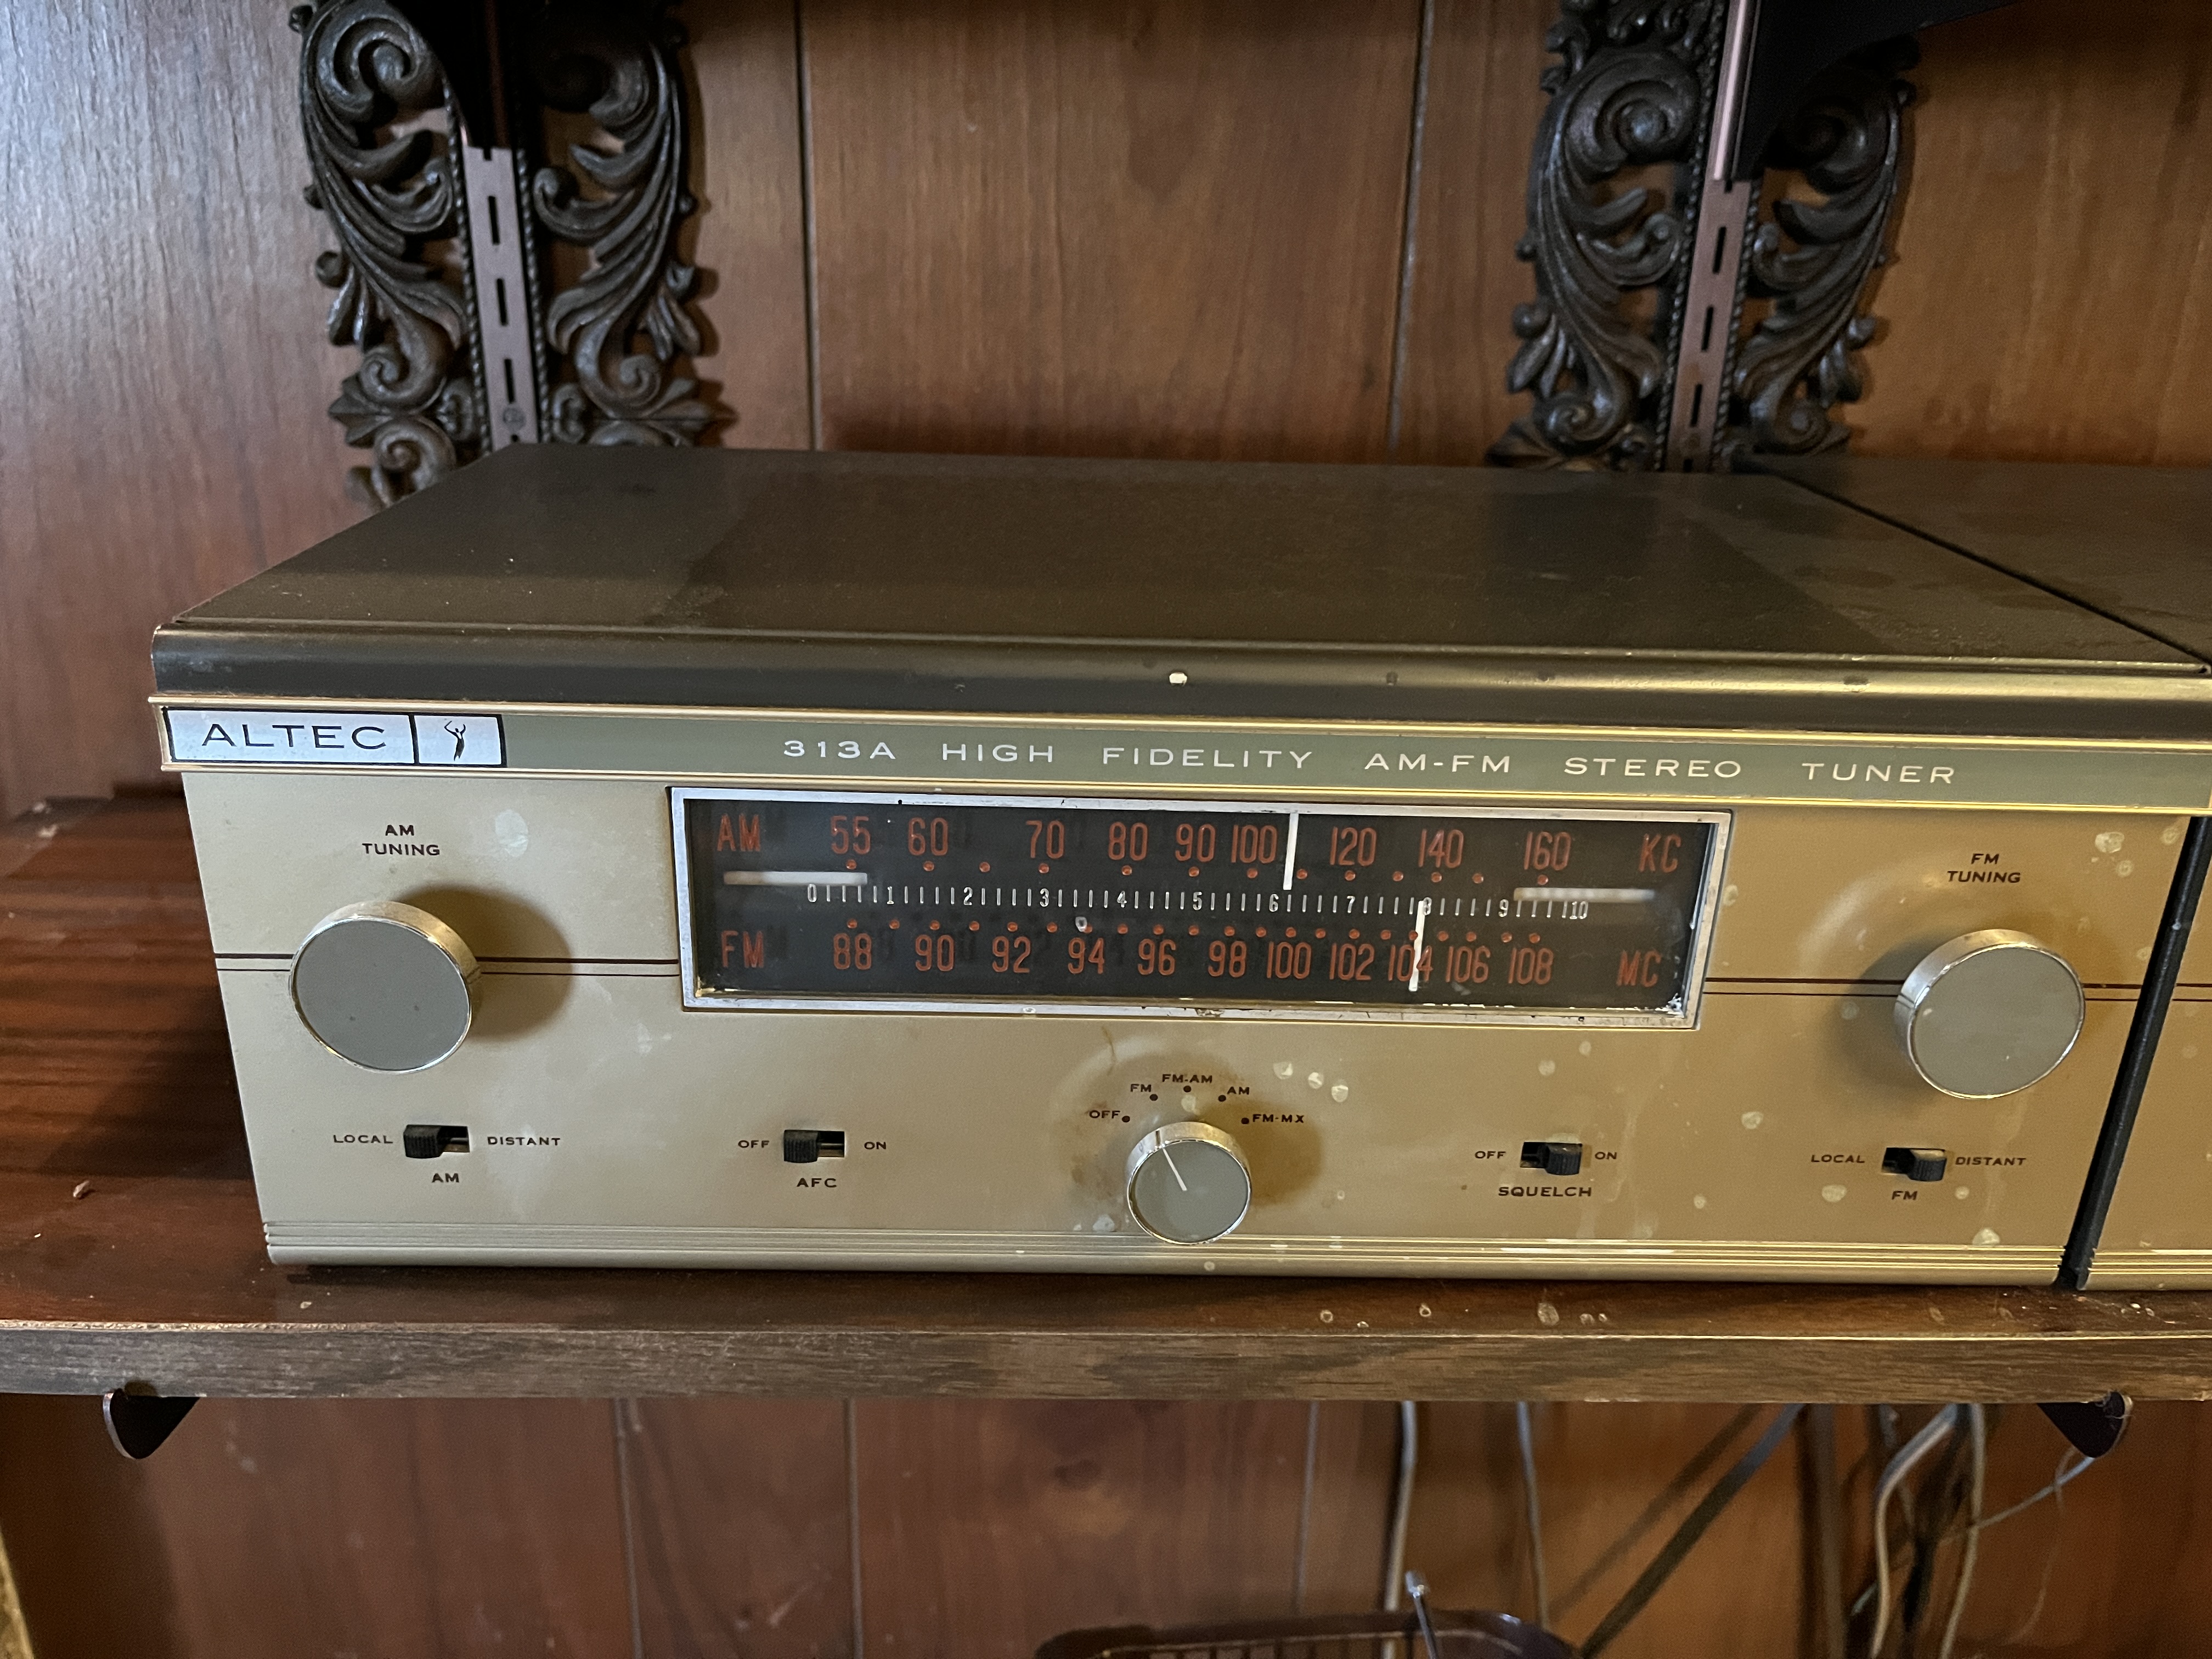 ALTEC
313A HIGH FIDELITY AM-FM STEREO TUNER
AM
TUNING
AM 55 60 70 80 90 100 120 140 160 KC
0 1 2 3 4 5 6 7 8 9 10
FM 88 90 92 94 96 98 100 102 104 106 108 MC
FM
TUNING
OFF FM FM-AM AM FM-MX
LOCAL DISTANT
AM
OFF ON
AFC
OFF ON
SQUELCH
LOCAL DISTANT
FM